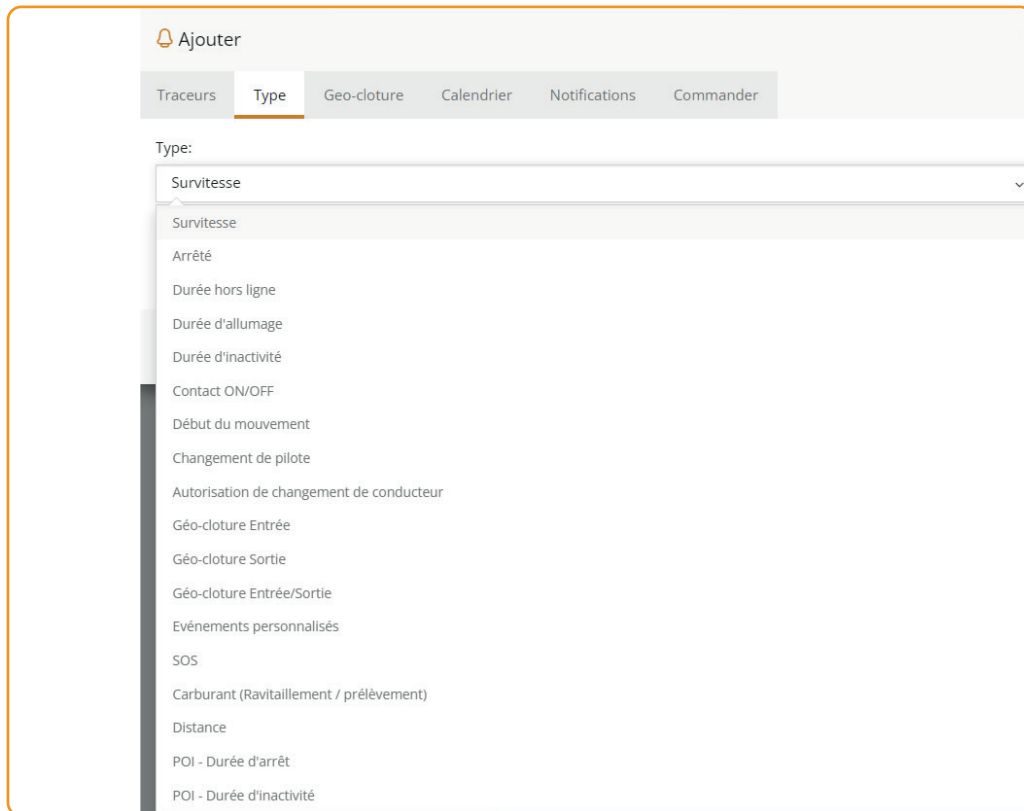 Ajouter
Traceurs Type Geo-cloture Calendrier Notifications Commander
Type:
Survitesse
Survitesse
Arrêté
Durée hors ligne
Durée d'allumage
Durée d'inactivité
Contact ON/OFF
Début du mouvement
Changement de pilote
Autorisation de changement de conducteur
Géo-cloture Entrée
Géo-cloture Sortie
Géo-cloture Entrée/Sortie
Evénements personnalisés
SOS
Carburant (Ravitaillement / prélèvement)
Distance
POI - Durée d'arrêt
POI - Durée d'inactivité